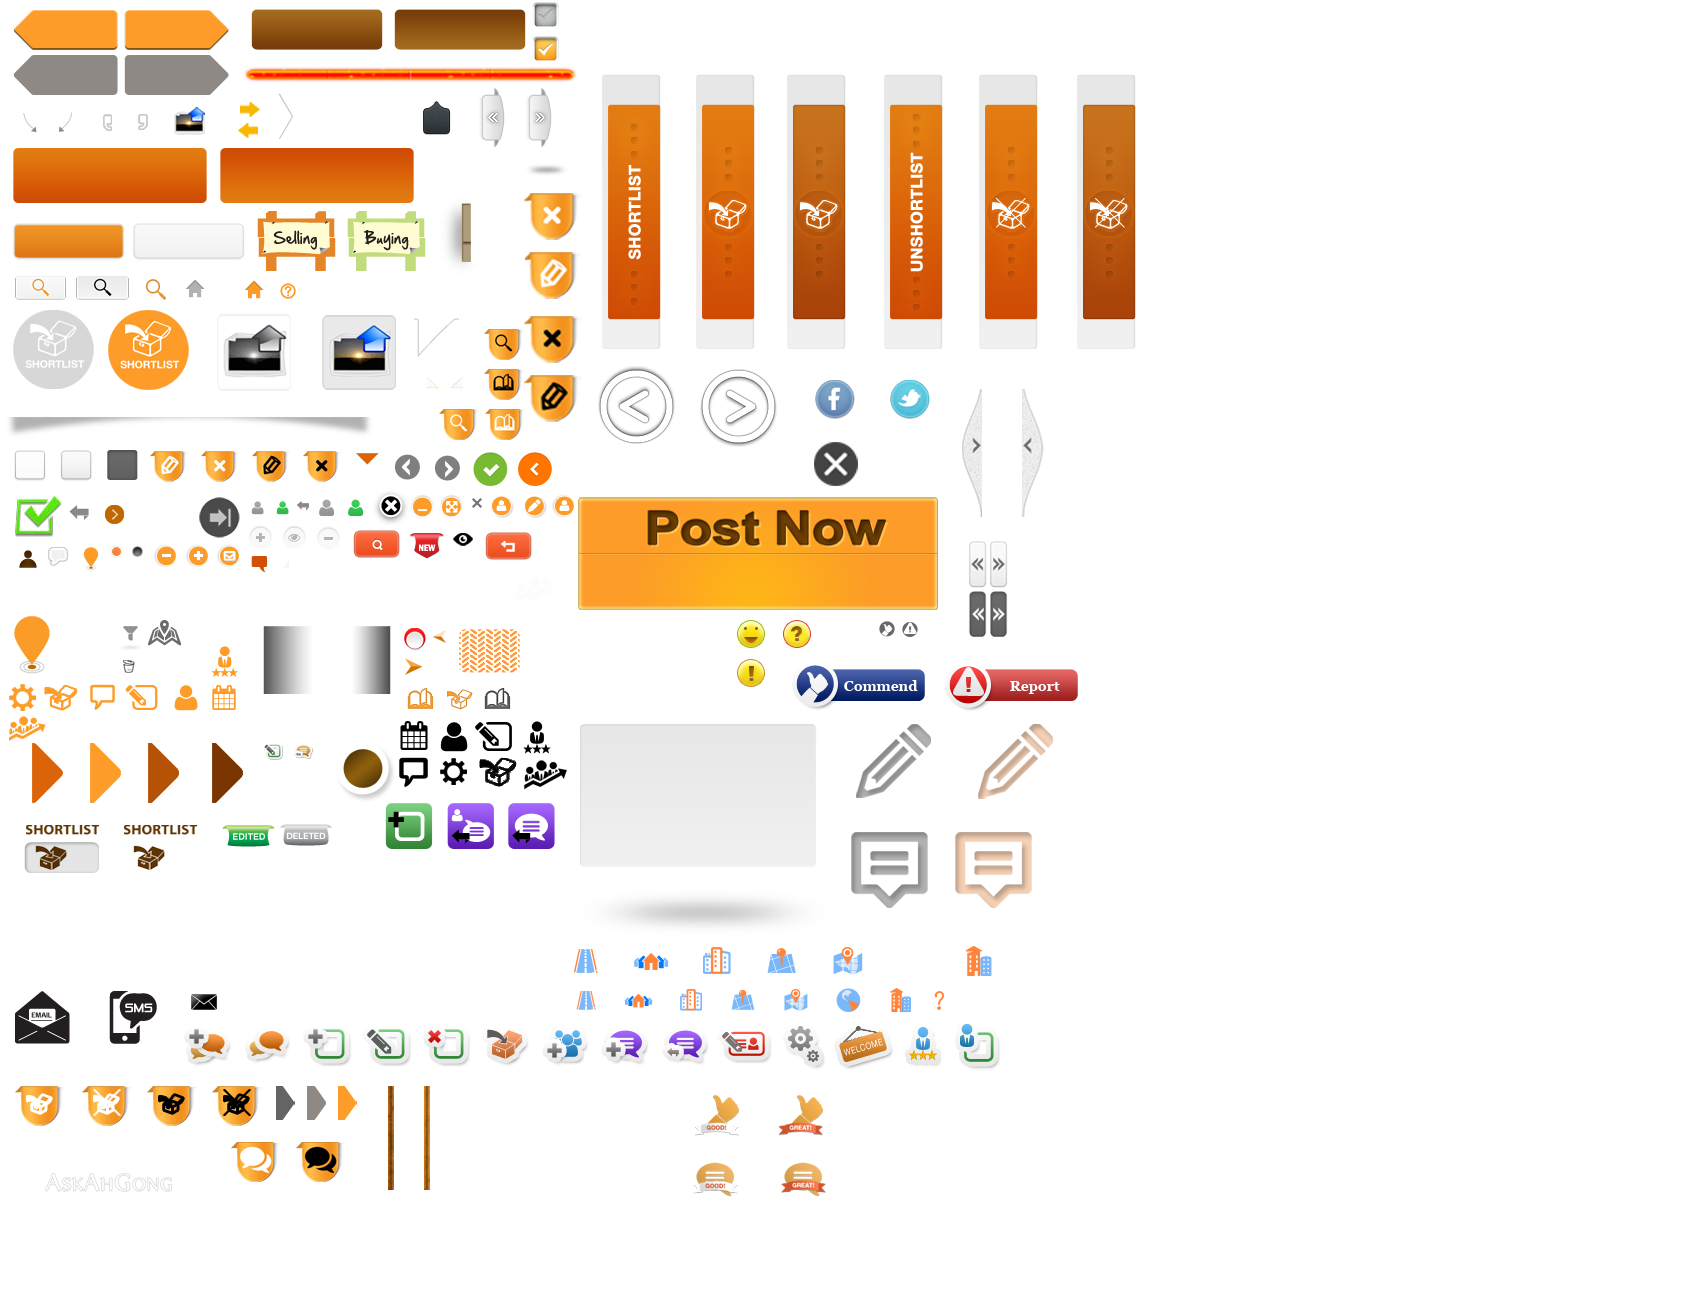 SHORTLIST
UNSHORTLIST
Selling
Buying
SHORTLIST
SHORTLIST
Post Now
NEW
Commend
Report
SHORTLIST
SHORTLIST
EDITED
DELETED
EMAIL
SMS
WELCOME
GOOD!
GREAT!
GOOD!
GREAT!
AskAhGong